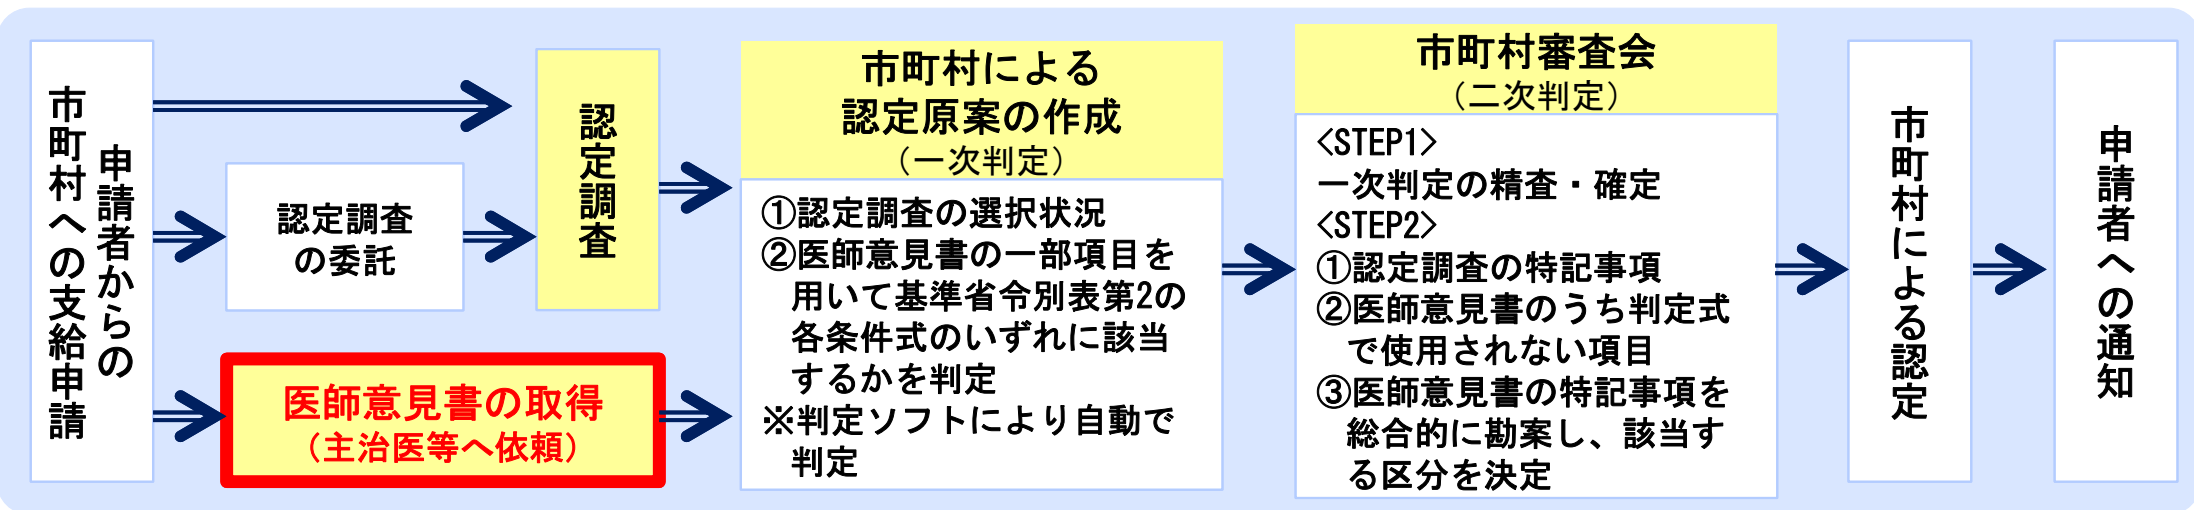 申請者からの
市町村への支給申請
認定調査
の委託
認定調査
医師意見書の取得
（主治医等へ依頼）
市町村による
認定原案の作成
（一次判定）
①認定調査の選択状況
②医師意見書の一部項目を
用いて基準省令別表第2の
各条件式のいずれに該当
するかを判定
※判定ソフトにより自動で
判定
市町村審査会
（二次判定）
<STEP1>
一次判定の精査・確定
<STEP2>
①認定調査の特記事項
②医師意見書のうち判定式
で使用されない項目
③医師意見書の特記事項を
総合的に勘案し、該当す
る区分を決定
市町村による認定
申請者への通知